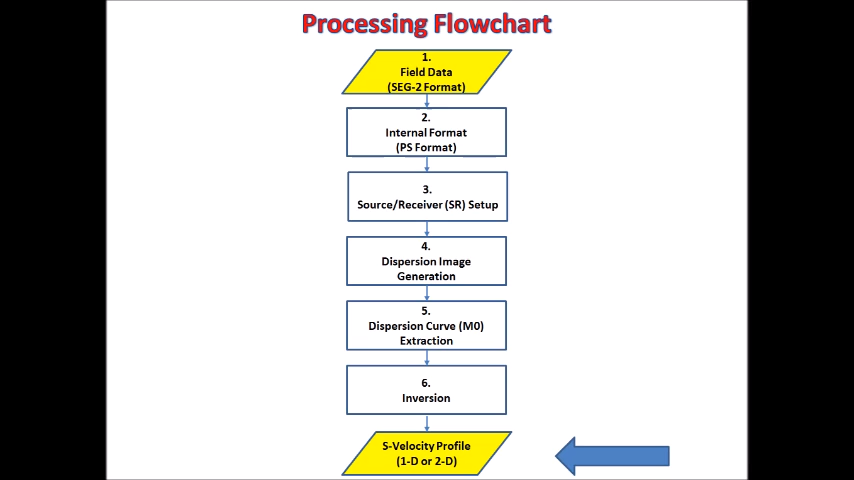 Processing Flowchart
1.
Field Data
(SEG-2 Format)
2.
Internal Format
(PS Format)
3.
Source/Receiver (SR) Setup
4.
Dispersion Image
Generation
5.
Dispersion Curve (M0)
Extraction
6.
Inversion
S-Velocity Profile
(1-D or 2-D)